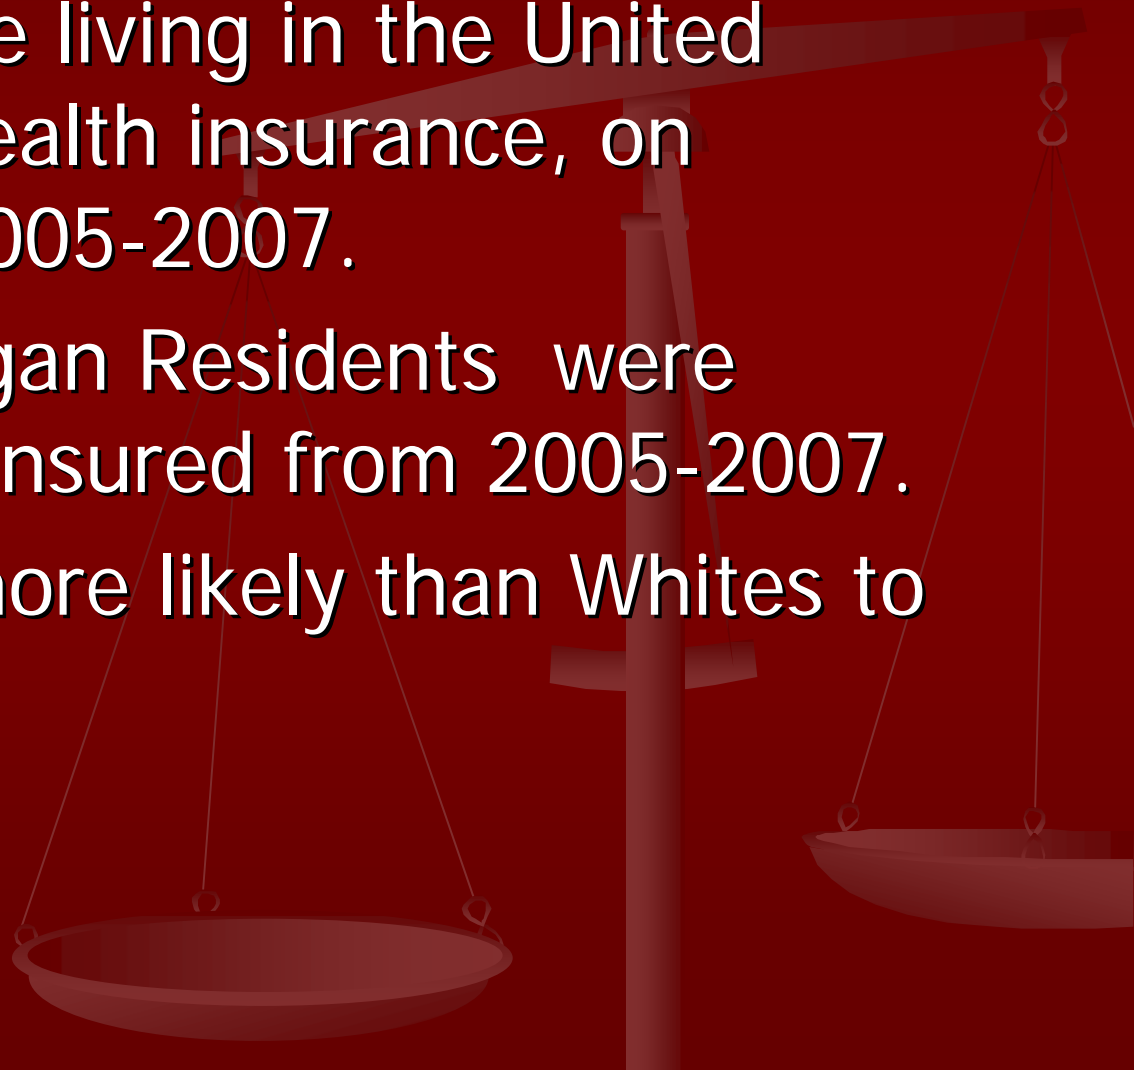 e living in the United
ealth insurance, on
005-2007.
gan Residents  were
nsured from 2005-2007.
ore likely than Whites to